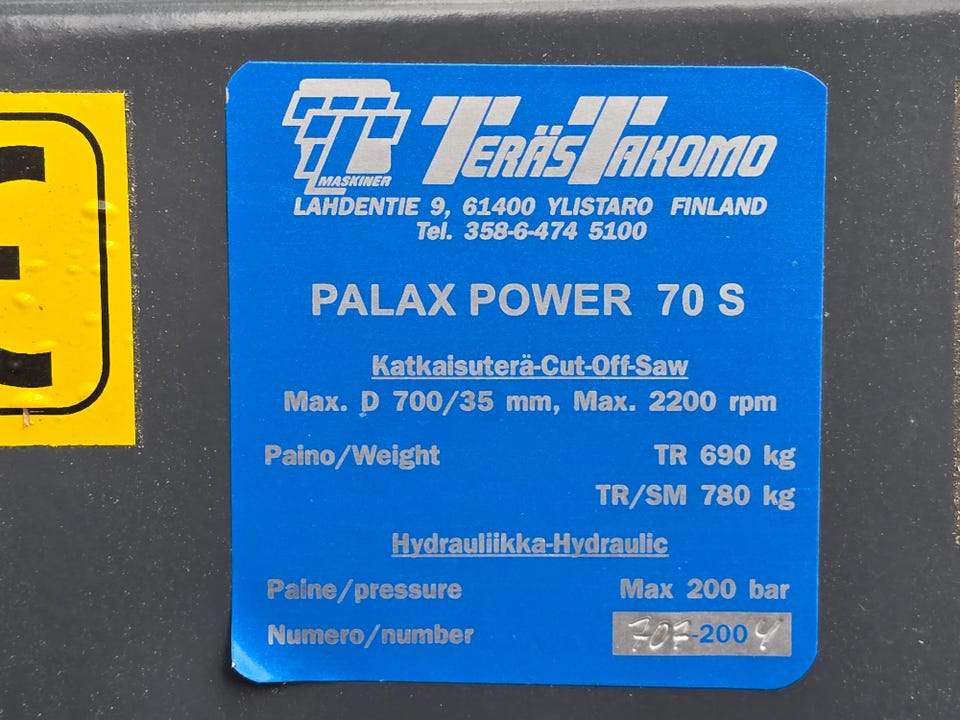 MASKINER
TERÄSTAKOMO
LAHDENTIE 9, 61400 YLISTARO FINLAND
Tel. 358-6-474 5100
PALAX POWER 70 S
Katkaisuterä-Cut-Off-Saw
Max. D 700/35 mm, Max. 2200 rpm
Paino/Weight TR 690 kg
TR/SM 780 kg
Hydrauliikka-Hydraulic
Paine/pressure Max 200 bar
Numero/number 707-2004